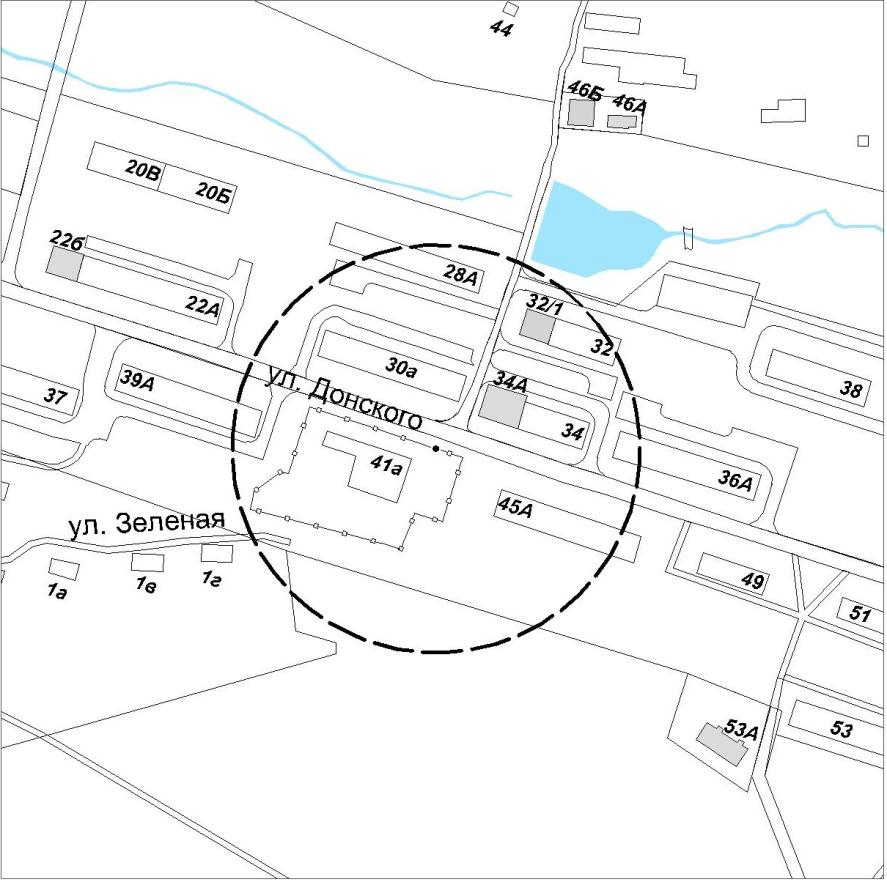 44
46Б
46А
20В
20Б
22б
28А
22А
32/1
32
30а
38
39А
34А
37
ул. Донского
34
41а
36А
45А
ул. Зеленая
1а
1в
1г
49
51
53А
53